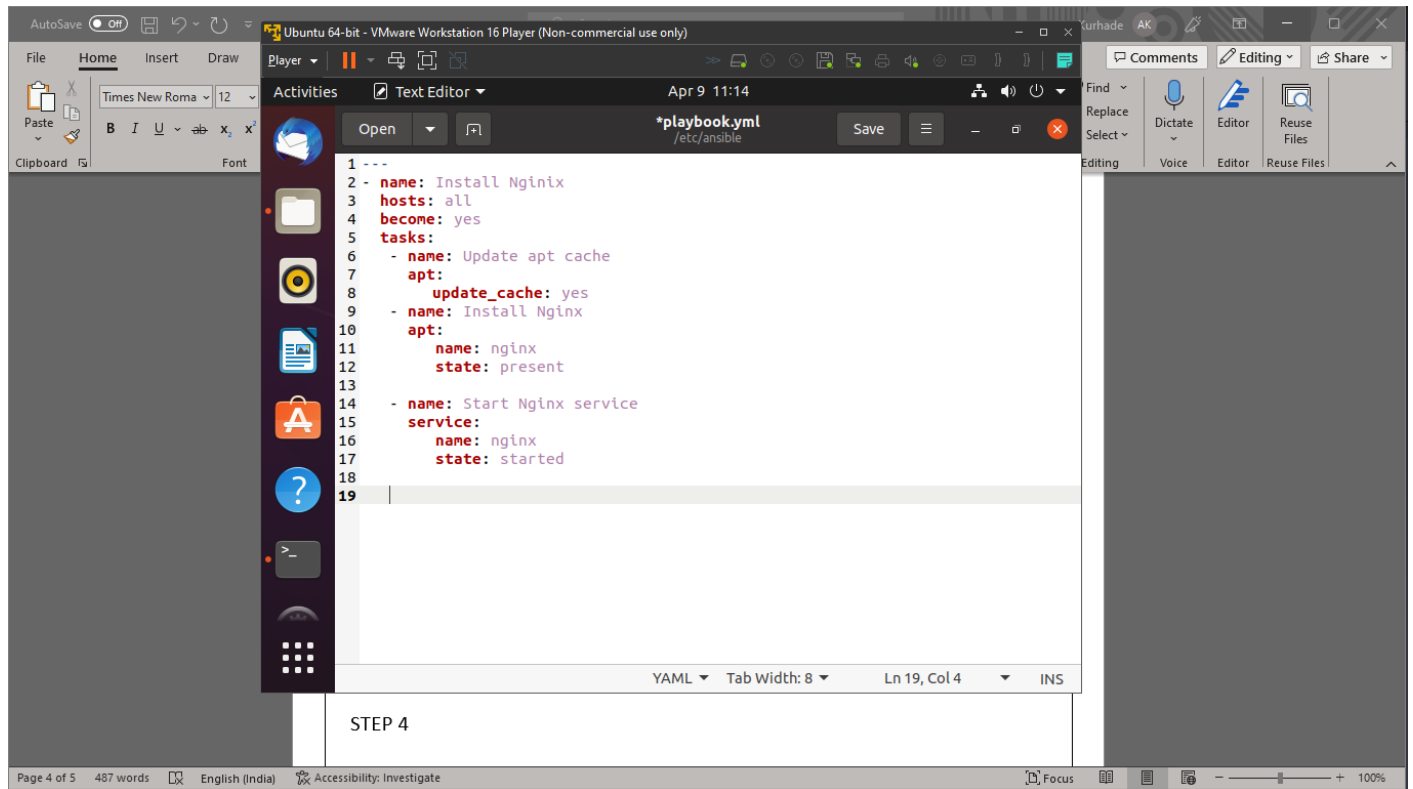 AutoSave Off
Ubuntu 64-bit - VMware Workstation 16 Player (Non-commercial use only)
Kurhade AK
File Home Insert Draw
Player
Comments Editing Share
Times New Roma 12
Paste
B I U ab x2 x2
Clipboard Font
Find
Replace
Select
Editing
Dictate
Voice
Editor
Editor
Reuse
Files
Reuse Files
Activities Text Editor Apr 9 11:14
Open *playbook.yml Save
/etc/ansible
1 ---
2 - name: Install Nginix
3 hosts: all
4 become: yes
5 tasks:
6 - name: Update apt cache
7 apt:
8 update_cache: yes
9 - name: Install Nginx
10 apt:
11 name: nginx
12 state: present
13
14 - name: Start Nginx service
15 service:
16 name: nginx
17 state: started
18
19
YAML Tab Width: 8 Ln 19, Col 4 INS
STEP 4
Page 4 of 5 487 words English (India) Accessibility: Investigate Focus 100%